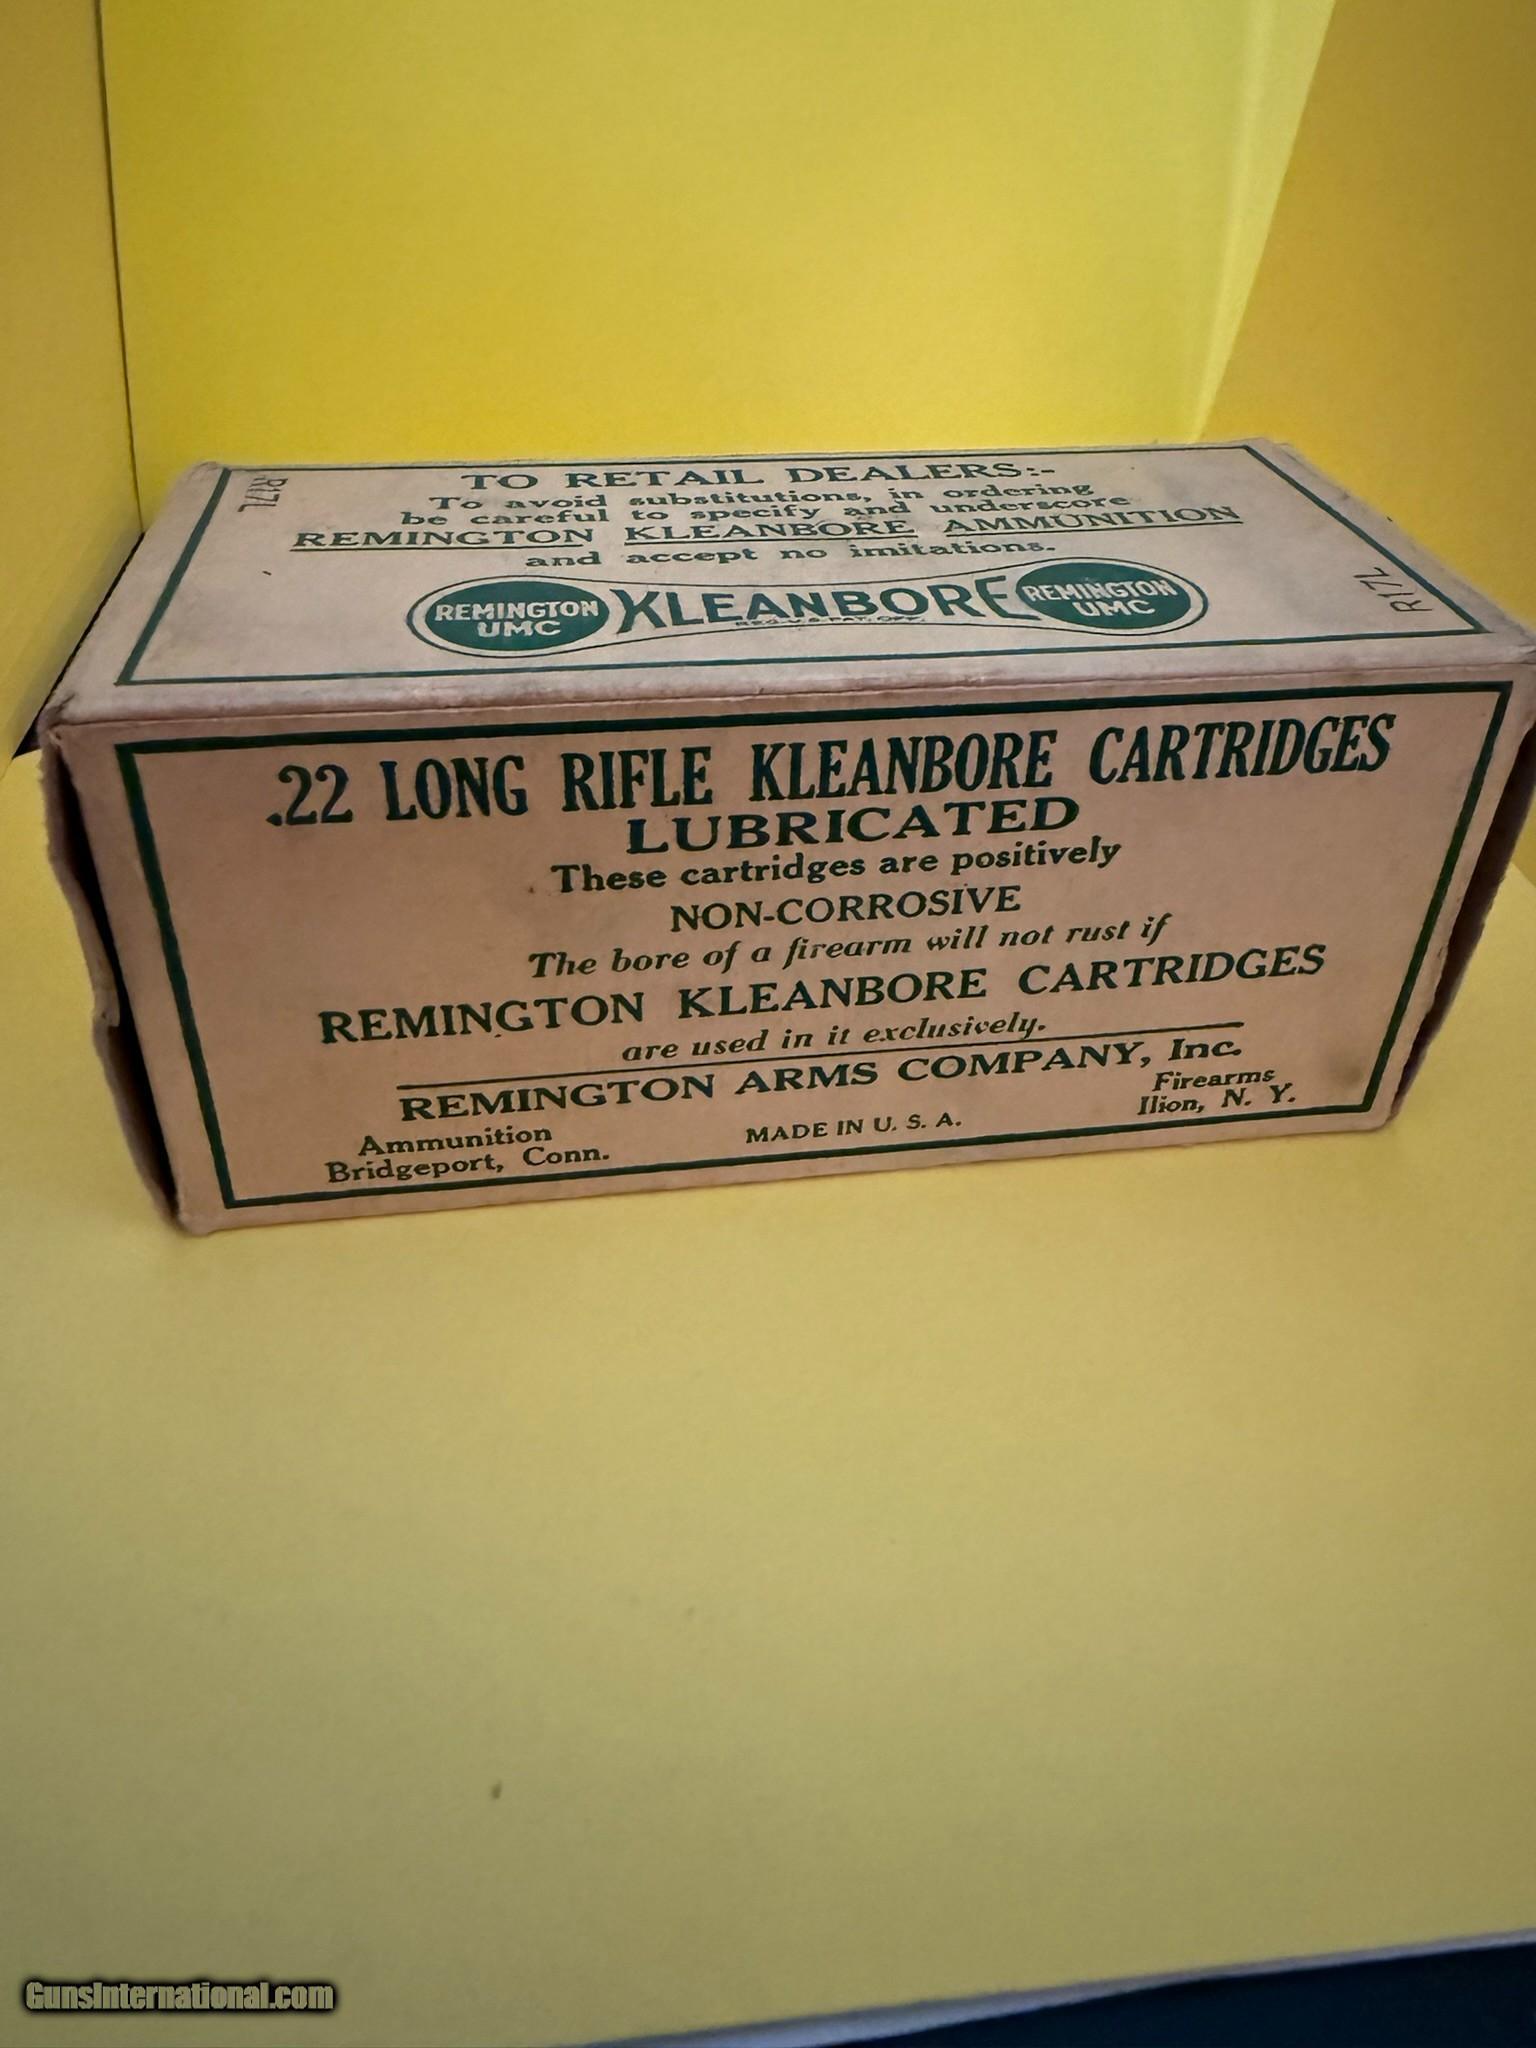 R17L
TO RETAIL DEALERS:-
To avoid substitutions, in ordering
be careful to specify and underscore
REMINGTON KLEANBORE AMMUNITION
and accept no imitations.
REMINGTON
UMC
KLEANBORE
REG. U.S. PAT. OFF.
REMINGTON
UMC
R17L
.22 LONG RIFLE KLEANBORE CARTRIDGES
LUBRICATED
These cartridges are positively
NON-CORROSIVE
The bore of a firearm will not rust if
REMINGTON KLEANBORE CARTRIDGES
are used in it exclusively.
REMINGTON ARMS COMPANY, Inc.
Ammunition
Bridgeport, Conn.
MADE IN U. S. A.
Firearms
Ilion, N. Y.
GunsInternational.com